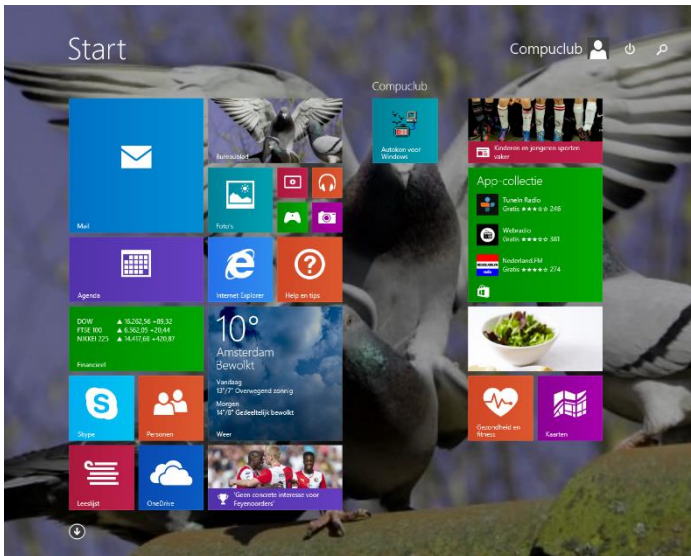 Start
Compuclub
Compuclub
Mail
Bureaublad
Foto's
Autokon voor
Windows
Kinderen en jongeren sporten
vaker
App-collectie
TuneIn Radio
Gratis ★★★☆☆ 246
Webradio
Gratis ★★★★☆ 381
Nederland.FM
Gratis ★★★★☆ 274
Agenda
Internet Explorer
Help en tips
DOW ▲ 16.262,56 +89,32
FTSE 100 ▲ 6.562,05 +20,44
NIKKEI 225 ▲ 14.417,68 +420,87
Financieel
10°
Amsterdam
Bewolkt
Vandaag
13°/7° Overwegend zonnig
Morgen
14°/8° Gedeeltelijk bewolkt
Weer
Skype
Personen
Gezondheid en
fitness
Kaarten
Leeslijst
OneDrive
'Geen concrete interesse voor
Feyenoorders'